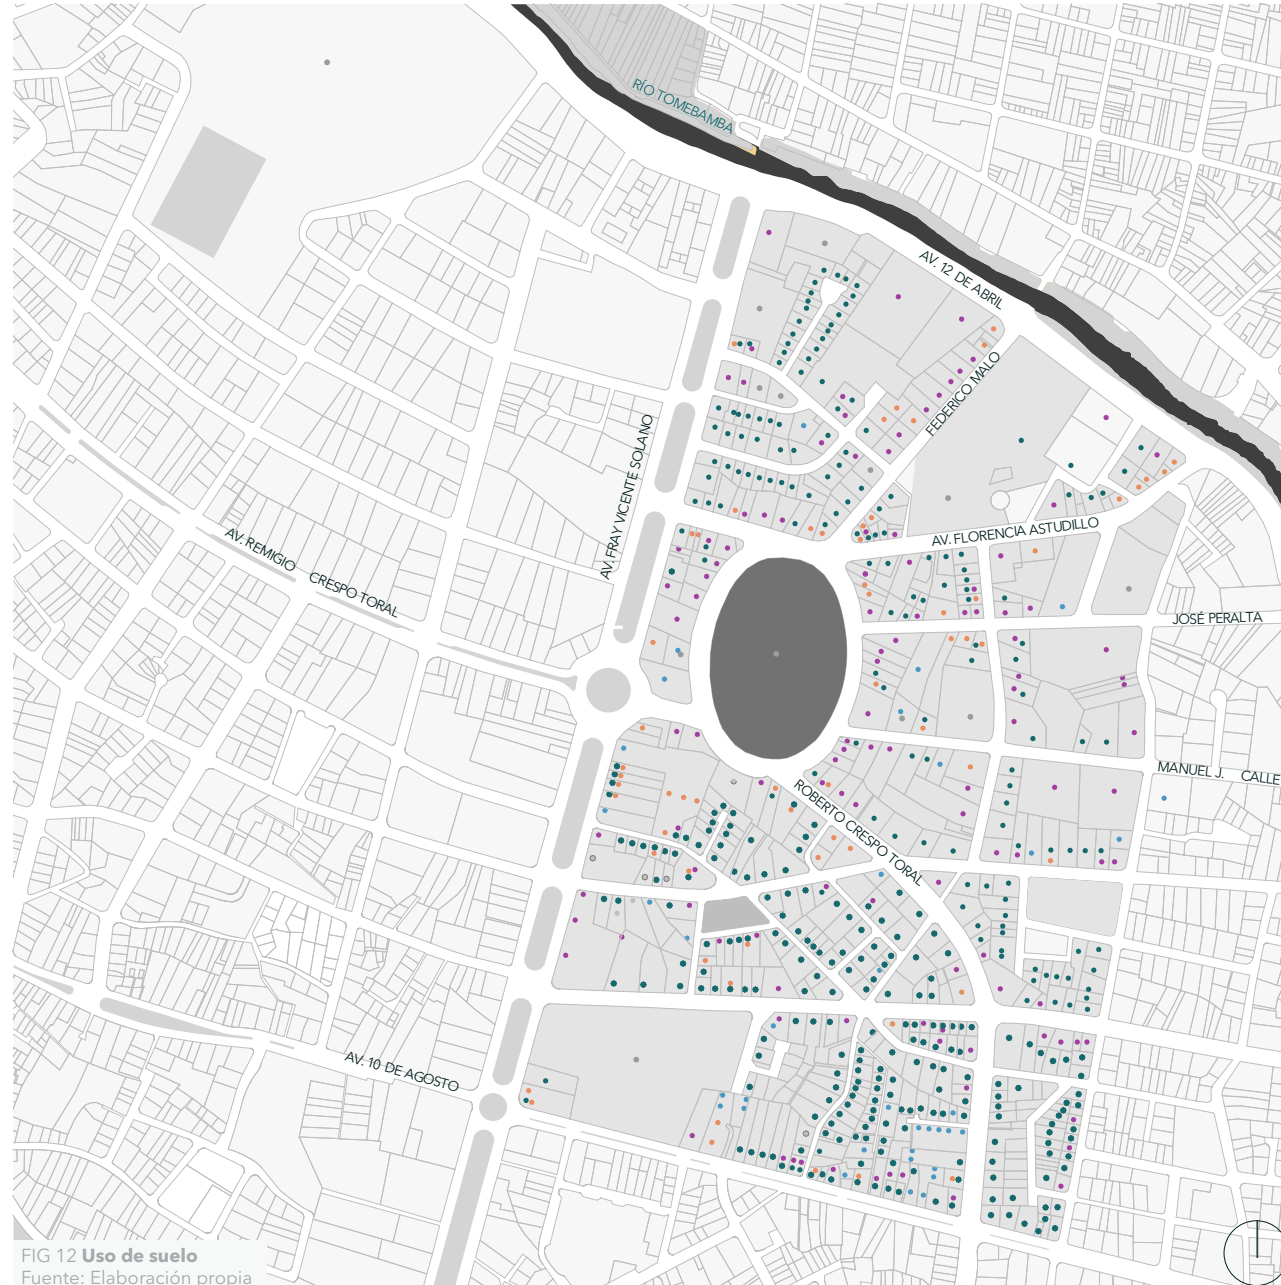 RÍO TOMEBAMBA
AV. 12 DE ABRIL
FEDERICO MALO
AV. FRAY VICENTE SOLANO
AV. FLORENCIA ASTUDILLO
AV. REMIGIO CRESPO TORAL
JOSÉ PERALTA
MANUEL J. CALLE
ROBERTO CRESPO TORAL
AV. 10 DE AGOSTO
FIG 12 Uso de suelo
Fuente: Elaboración propia